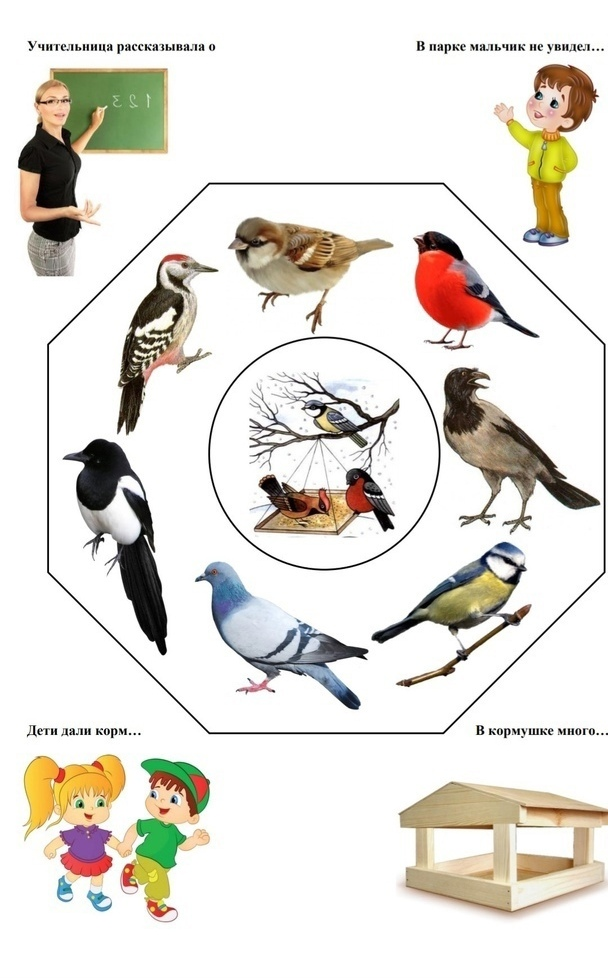 Учительница рассказывала о
В парке мальчик не увидел...
3 2 1
Дети дали корм...
В кормушке много...